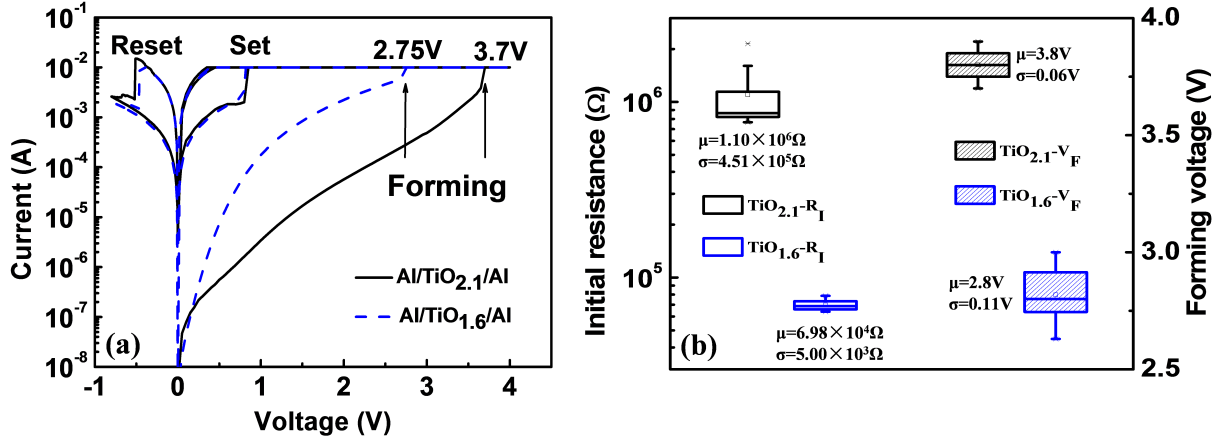 10⁻¹
10⁻²
10⁻³
10⁻⁴
10⁻⁵
10⁻⁶
10⁻⁷
10⁻⁸
Current (A)
Reset
Set
2.75V
3.7V
Forming
Al/TiO₂.₁/Al
Al/TiO₁.₆/Al
(a)
-1
0
1
2
3
4
Voltage (V)
Initial resistance (Ω)
10⁶
10⁵
μ=1.10×10⁶Ω
σ=4.51×10⁵Ω
TiO₂.₁-R_I
TiO₁.₆-R_I
μ=6.98×10⁴Ω
σ=5.00×10³Ω
(b)
μ=3.8V
σ=0.06V
TiO₂.₁-V_F
TiO₁.₆-V_F
μ=2.8V
σ=0.11V
4.0
3.5
3.0
2.5
Forming voltage (V)